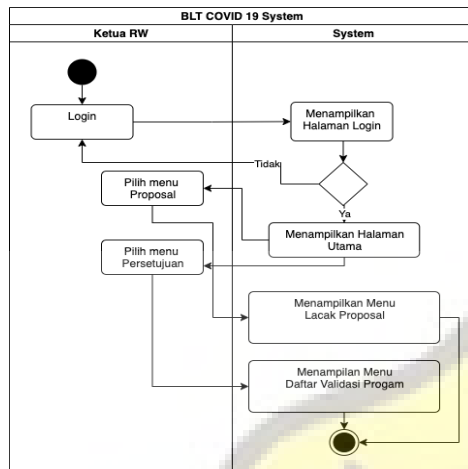 BLT COVID 19 System
Ketua RW
System
Login
Menampilkan
Halaman Login
Tidak
Pilih menu
Proposal
Ya
Menampilkan Halaman
Utama
Pilih menu
Persetujuan
Menampilkan Menu
Lacak Proposal
Menampilan Menu
Daftar Validasi Progam